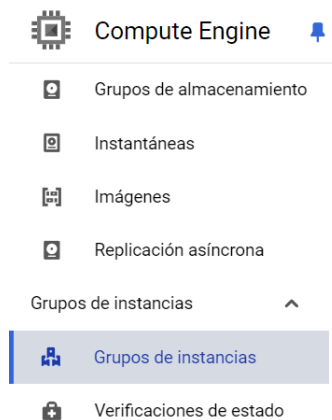 Compute Engine
Grupos de almacenamiento
Instantáneas
Imágenes
Replicación asíncrona
Grupos de instancias
Grupos de instancias
Verificaciones de estado